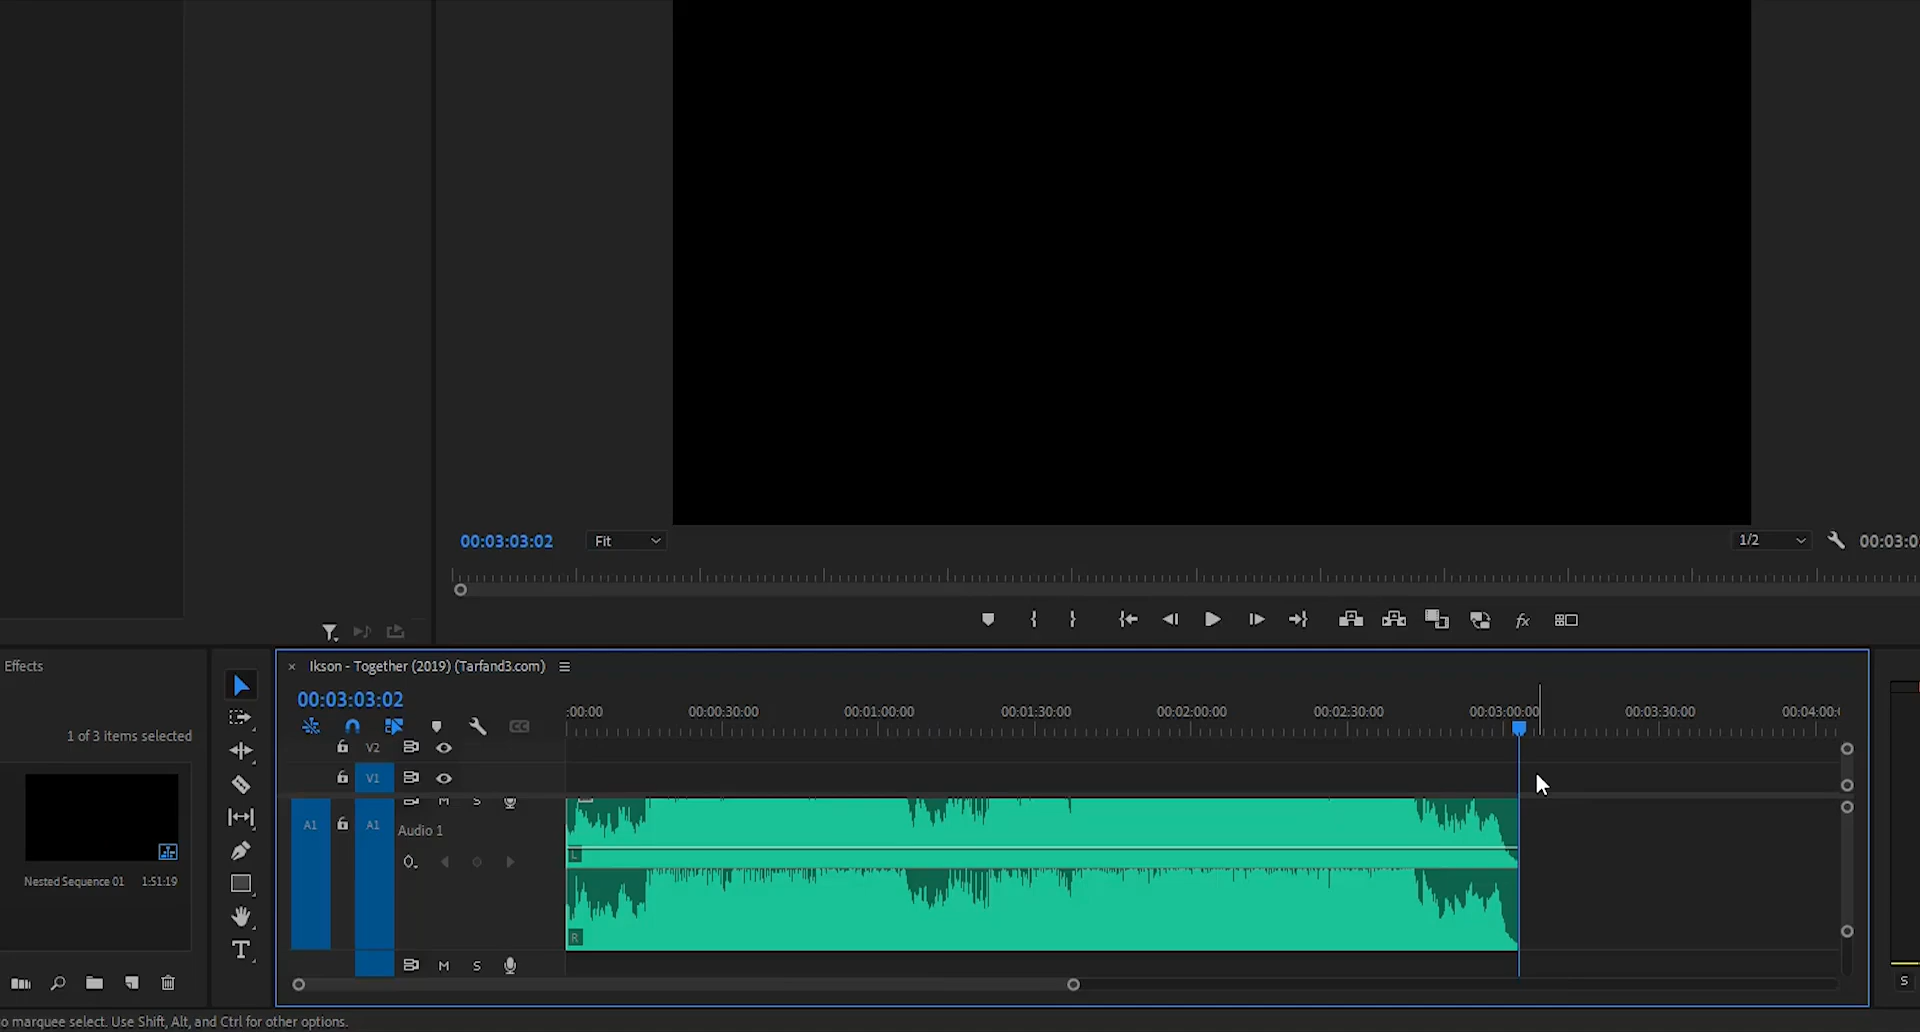 00:03:03:02
Fit
1/2
00:03:0
Effects
1 of 3 items selected
Nested Sequence 01 1:51:19
× Ikson - Together (2019) (Tarfand3.com)
00:03:03:02
:00:00 00:00:30:00 00:01:00:00 00:01:30:00 00:02:00:00 00:02:30:00 00:03:00:00 00:03:30:00 00:04:00:
CC
V2
V1
M S
A1 A1 Audio 1
L
R
M S
S
fx
T
o marquee select. Use Shift, Alt, and Ctrl for other options.